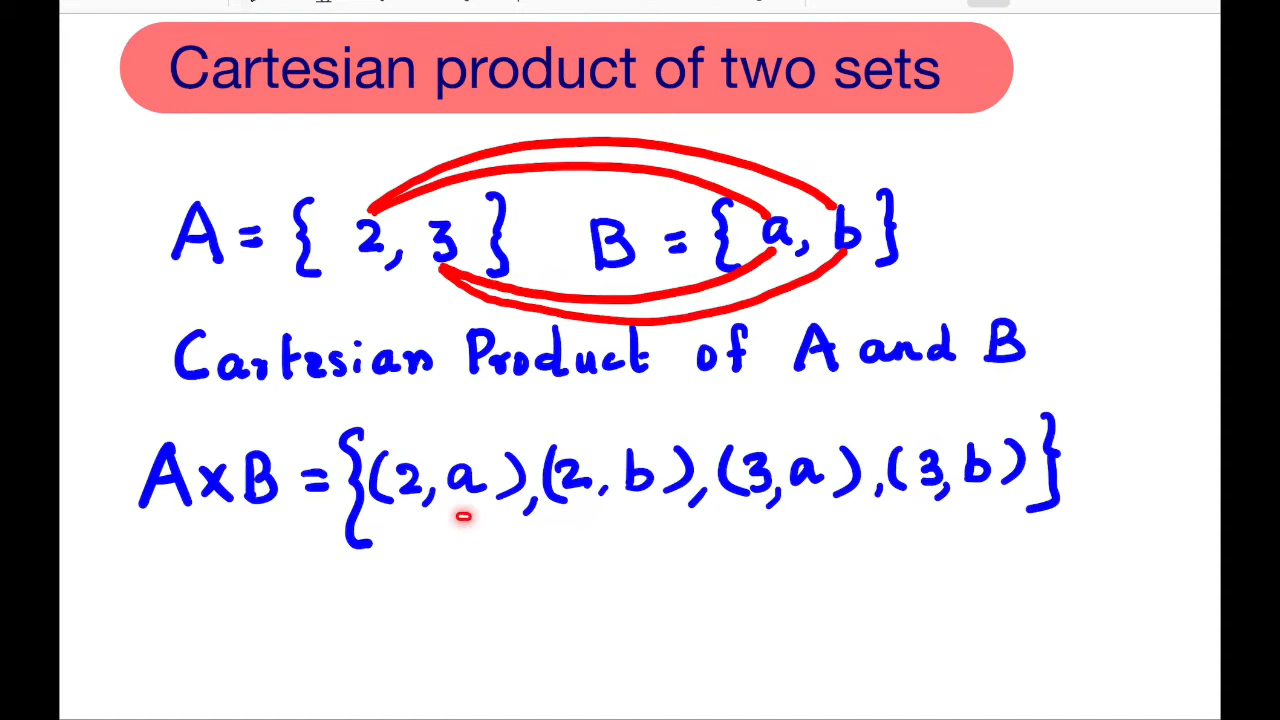 Cartesian product of two sets
A = { 2, 3 } B = { a, b }
Cartesian Product of A and B
A×B = {(2, a), (2, b), (3, a), (3, b)}